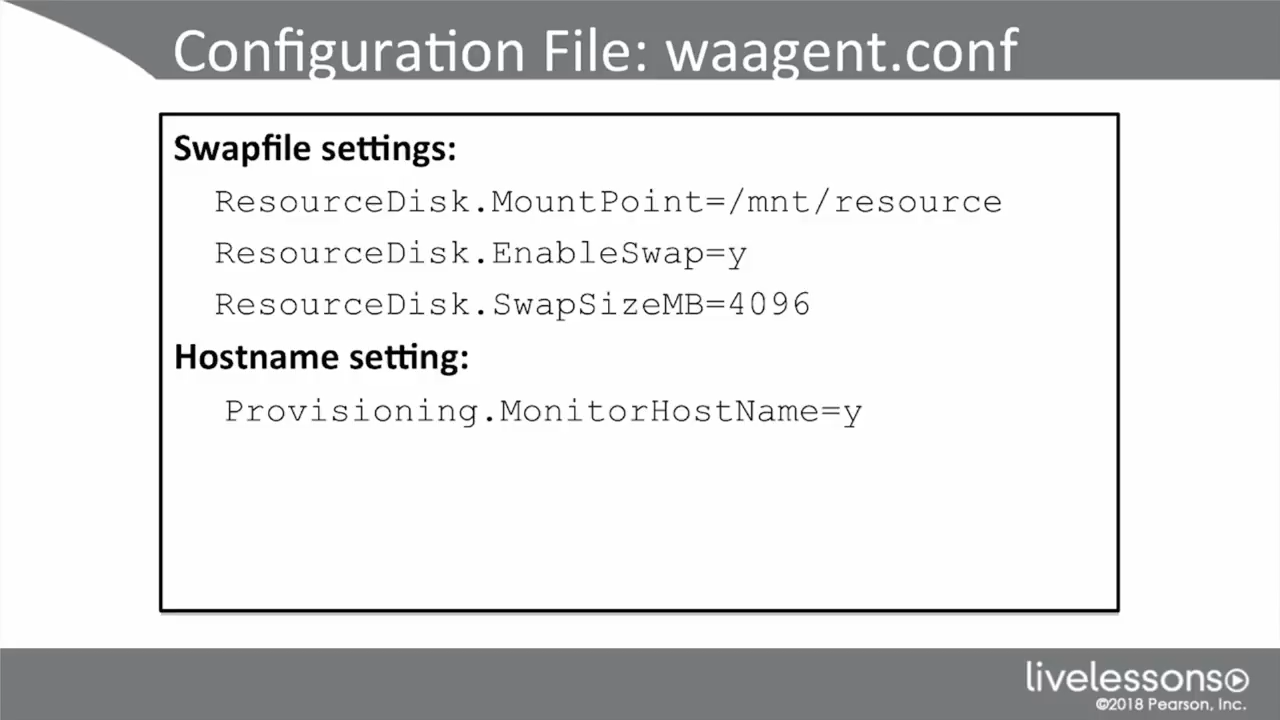 Configuration File: waagent.conf
Swapfile settings:
ResourceDisk.MountPoint=/mnt/resource
ResourceDisk.EnableSwap=y
ResourceDisk.SwapSizeMB=4096
Hostname setting:
Provisioning.MonitorHostName=y
livelessons
©2018 Pearson, Inc.